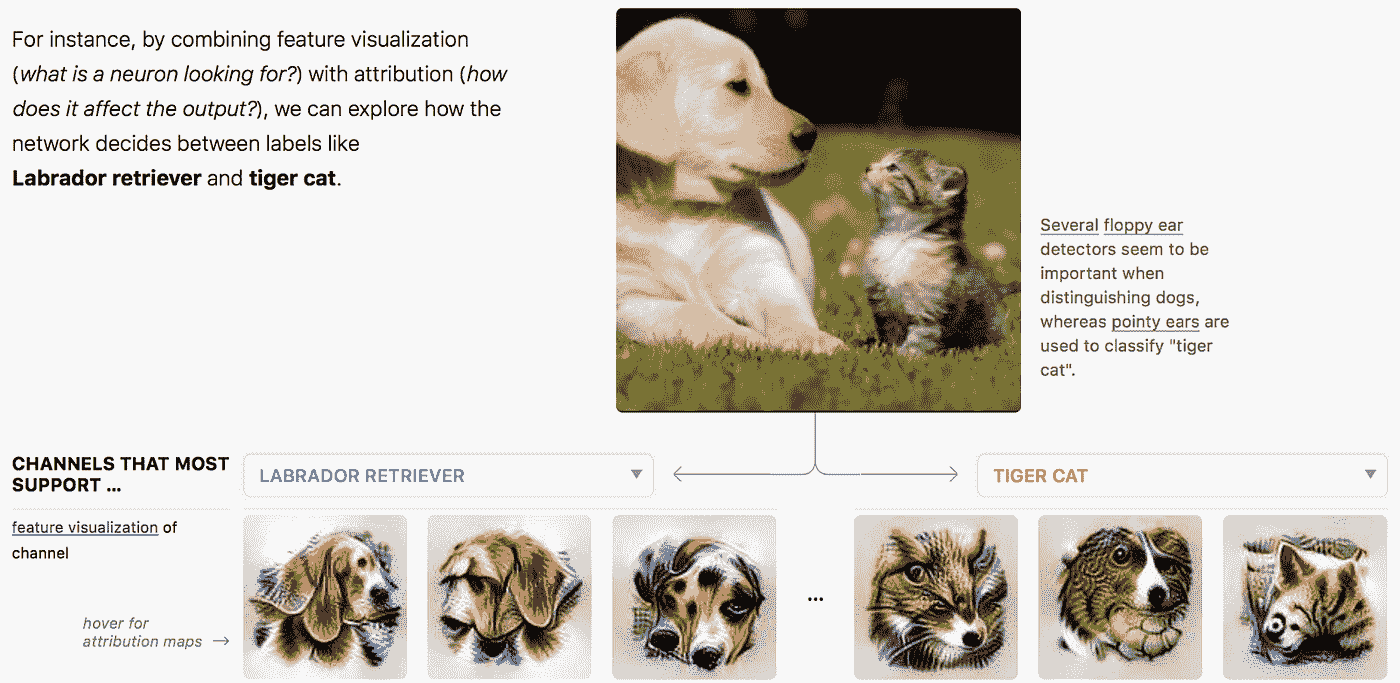 For instance, by combining feature visualization
(what is a neuron looking for?) with attribution (how
does it affect the output?), we can explore how the
network decides between labels like
Labrador retriever and tiger cat.
Several floppy ear
detectors seem to be
important when
distinguishing dogs,
whereas pointy ears are
used to classify "tiger
cat".
CHANNELS THAT MOST
SUPPORT ...
LABRADOR RETRIEVER
TIGER CAT
feature visualization of
channel
hover for
attribution maps →
...